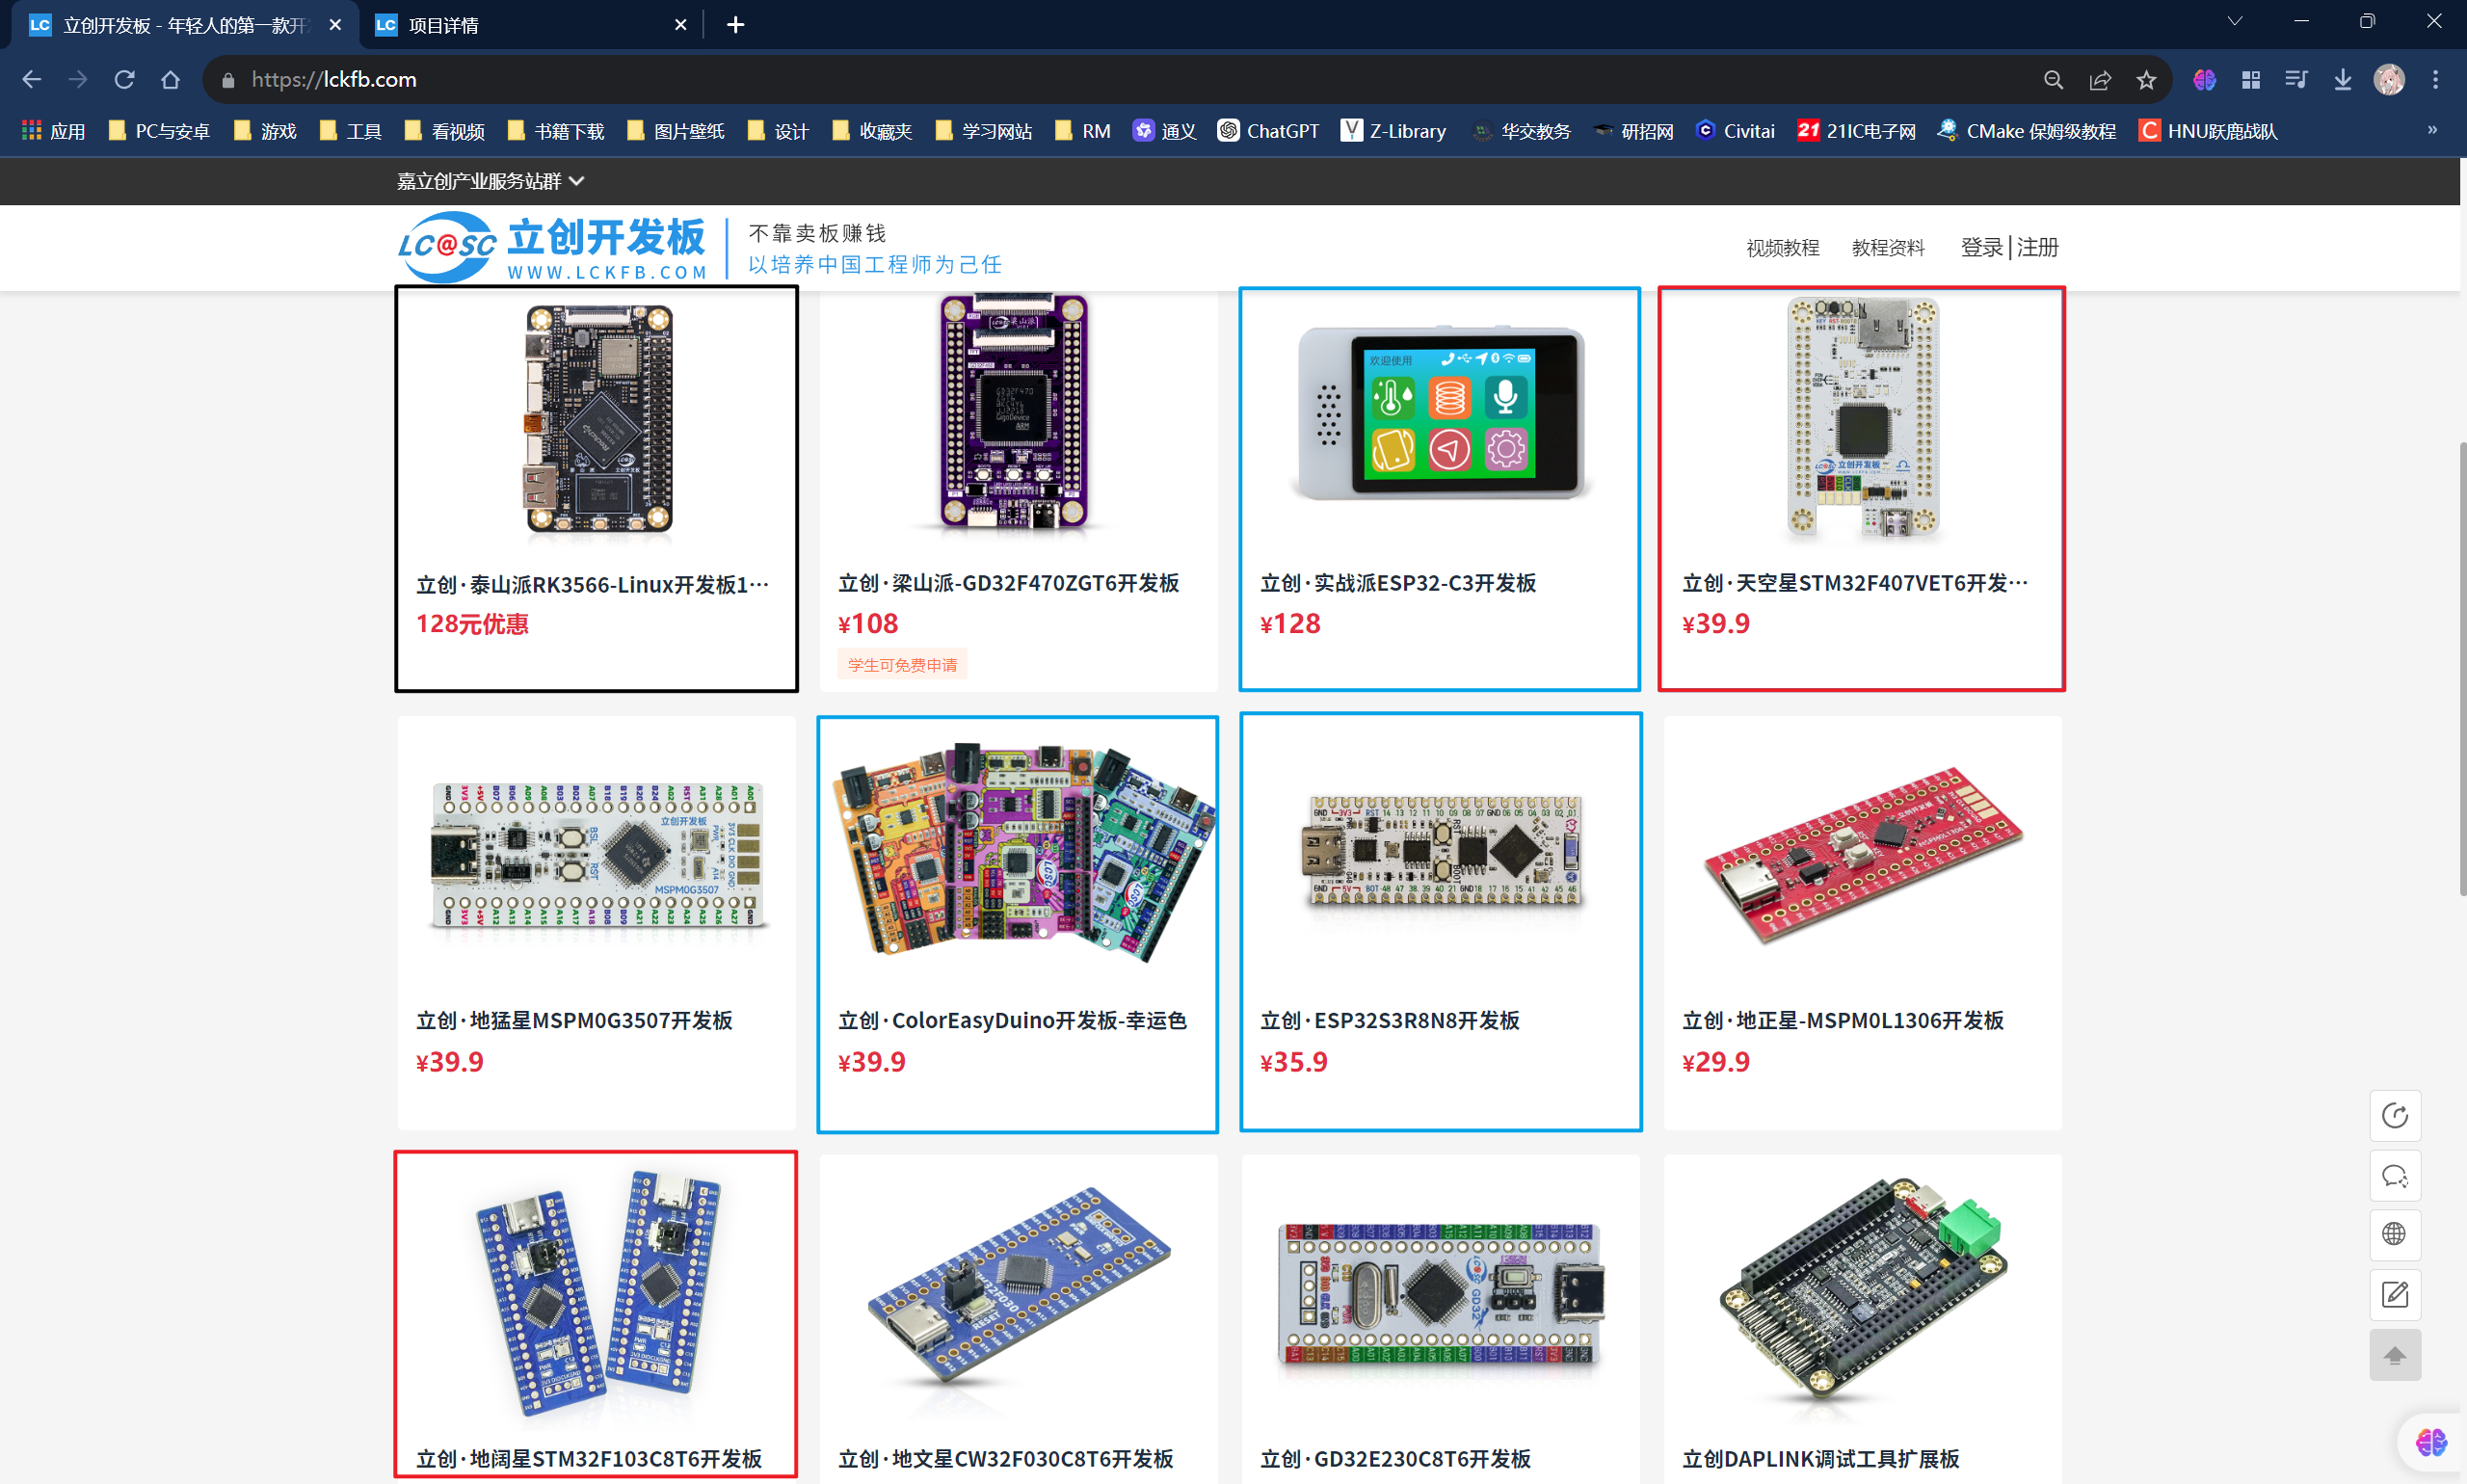 立创开发板 - 年轻人的第一款开
项目详情
https://lckfb.com
应用
PC与安卓
游戏
工具
看视频
书籍下载
图片壁纸
设计
收藏夹
学习网站
RM
通义
ChatGPT
Z-Library
华交教务
研招网
Civitai
21IC电子网
CMake 保姆级教程
HNU跃鹿战队
嘉立创产业服务站群
LC@SC 立创开发板
WWW.LCKFB.COM
不靠卖板赚钱
以培养中国工程师为己任
视频教程
教程资料
登录|注册
欢迎使用
立创·泰山派RK3566-Linux开发板1…
128元优惠
立创·梁山派-GD32F470ZGT6开发板
¥108
学生可免费申请
立创·实战派ESP32-C3开发板
¥128
立创·天空星STM32F407VET6开发…
¥39.9
立创开发板
MSPM0G3507
立创·地猛星MSPM0G3507开发板
¥39.9
立创·ColorEasyDuino开发板-幸运色
¥39.9
立创·ESP32S3R8N8开发板
¥35.9
立创·地正星-MSPM0L1306开发板
¥29.9
立创·地阔星STM32F103C8T6开发板
立创·地文星CW32F030C8T6开发板
立创·GD32E230C8T6开发板
立创DAPLINK调试工具扩展板